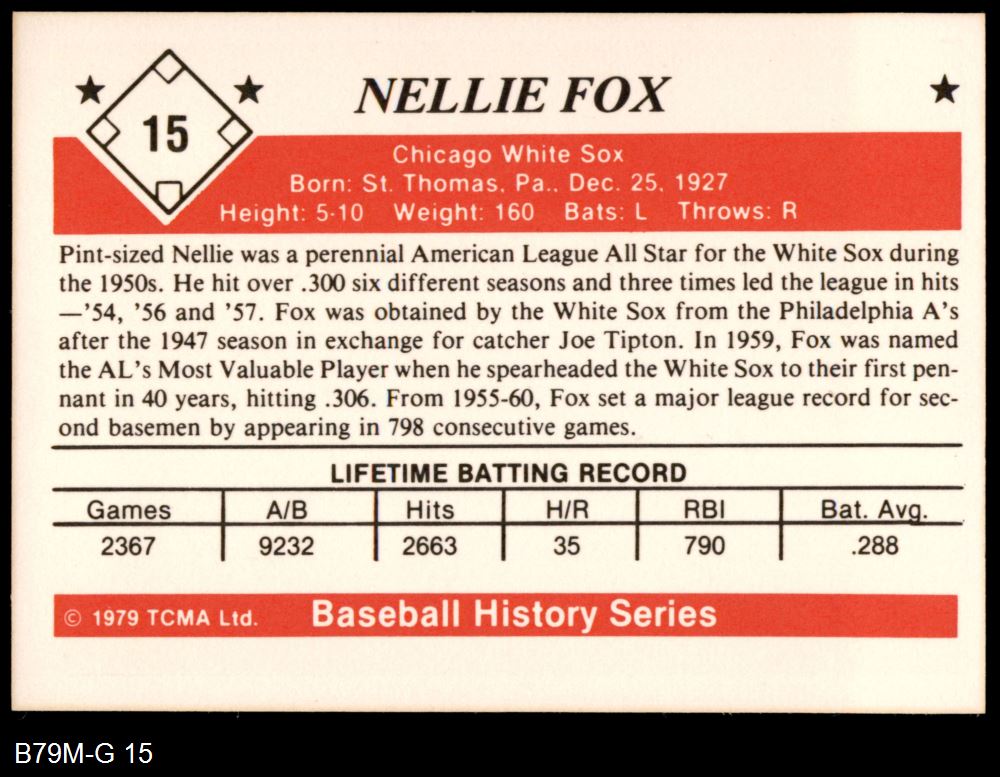 15
NELLIE FOX
Chicago White Sox
Born: St. Thomas, Pa., Dec. 25, 1927
Height: 5-10 Weight: 160 Bats: L Throws: R
Pint-sized Nellie was a perennial American League All Star for the White Sox during
the 1950s. He hit over .300 six different seasons and three times led the league in hits
—'54, '56 and '57. Fox was obtained by the White Sox from the Philadelphia A's
after the 1947 season in exchange for catcher Joe Tipton. In 1959, Fox was named
the AL's Most Valuable Player when he spearheaded the White Sox to their first pen-
nant in 40 years, hitting .306. From 1955-60, Fox set a major league record for sec-
ond basemen by appearing in 798 consecutive games.
LIFETIME BATTING RECORD
Games A/B Hits H/R RBI Bat. Avg.
2367 9232 2663 35 790 .288
© 1979 TCMA Ltd. Baseball History Series
B79M-G 15